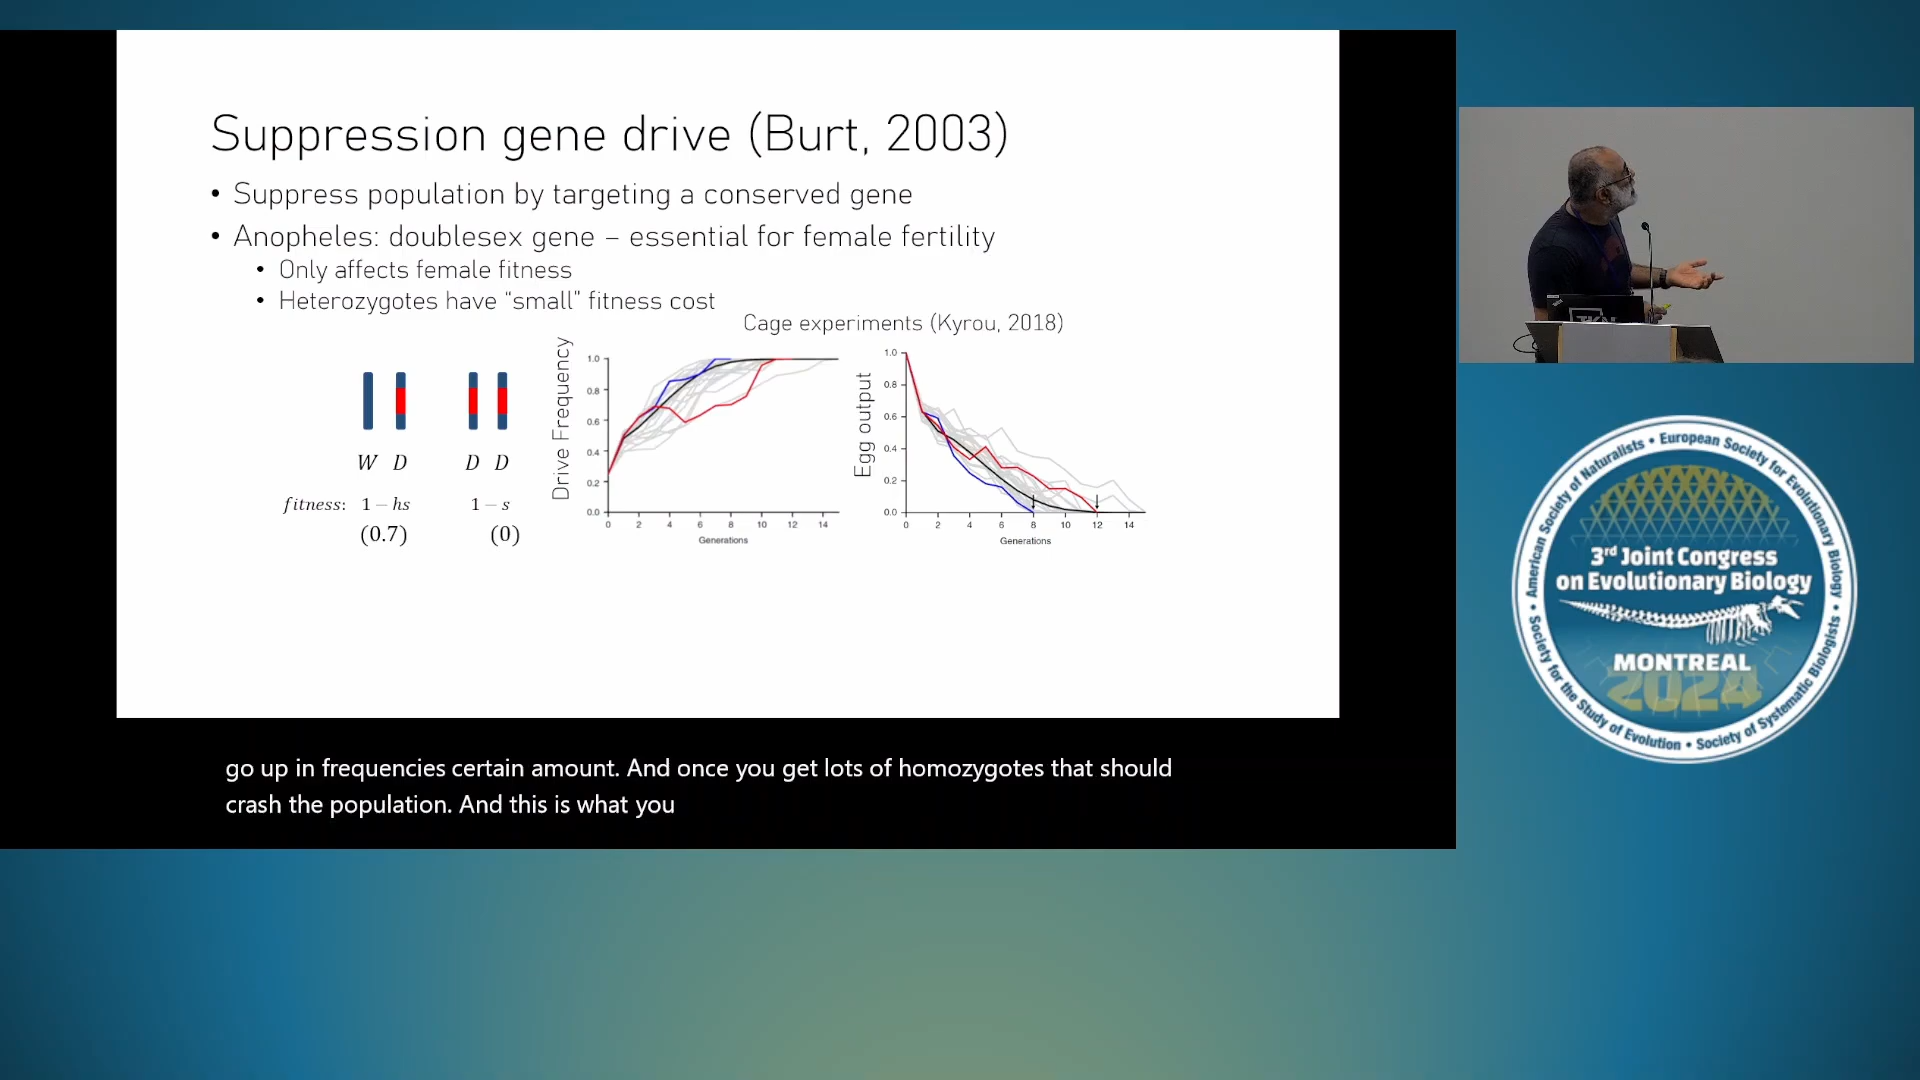 Suppression gene drive (Burt, 2003)
• Suppress population by targeting a conserved gene
• Anopheles: doublesex gene – essential for female fertility
• Only affects female fitness
• Heterozygotes have "small" fitness cost
Cage experiments (Kyrou, 2018)
W D
D D
fitness: 1 – hs
1 – s
(0.7)
(0)
Drive Frequency
1.0
0.8
0.6
0.4
0.2
0.0
0 2 4 6 8 10 12 14
Generations
Egg output
1.0
0.8
0.6
0.4
0.2
0.0
0 2 4 6 8 10 12 14
Generations
go up in frequencies certain amount. And once you get lots of homozygotes that should
crash the population. And this is what you
American Society of Naturalists • European Society for Evolutionary Biology •
Society for the Study of Evolution • Society of Systematic Biologists •
3rd Joint Congress
on Evolutionary Biology
MONTREAL
2024